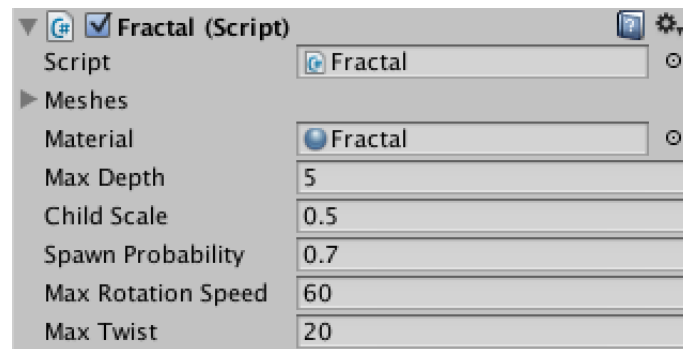 Fractal (Script)
Script Fractal
Meshes
Material Fractal
Max Depth 5
Child Scale 0.5
Spawn Probability 0.7
Max Rotation Speed 60
Max Twist 20